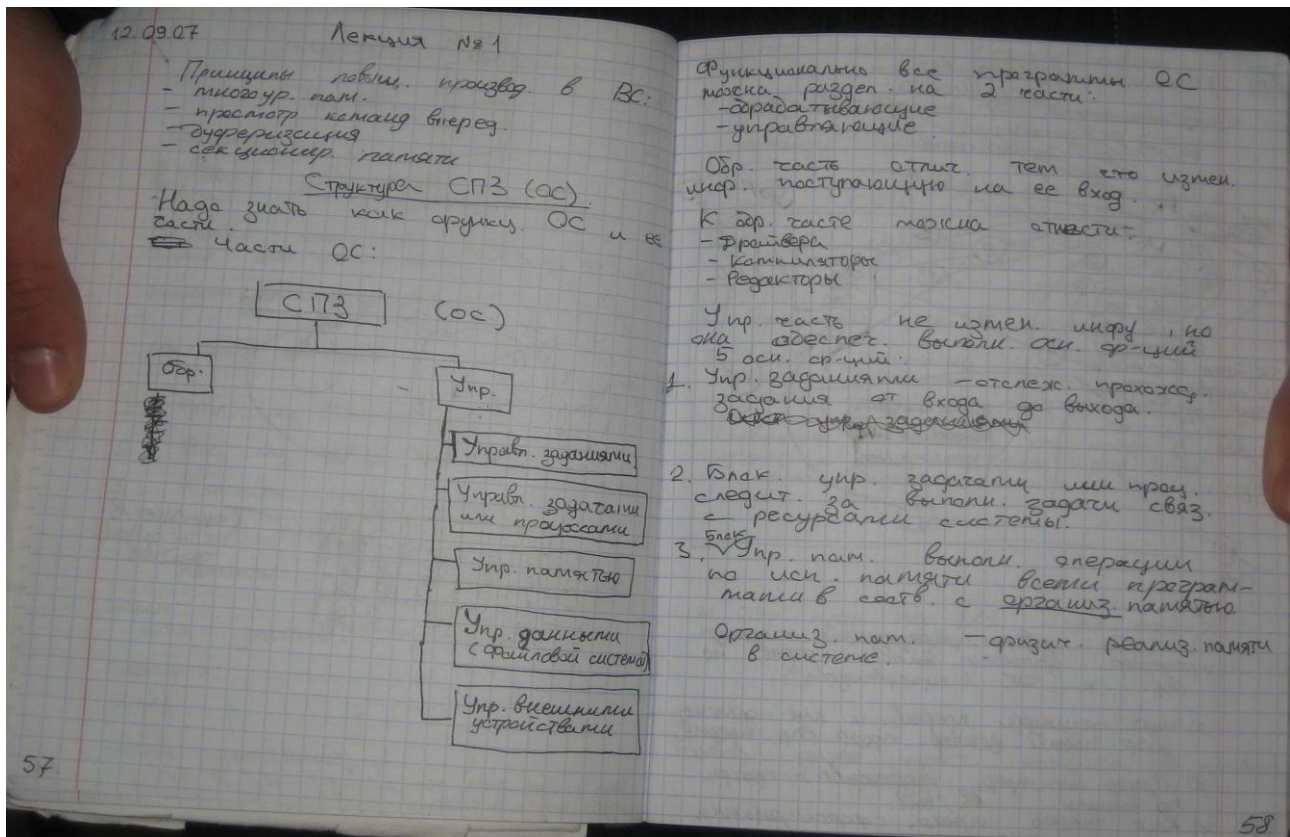 12.09.07
Лекция №1
Принципы повыш. производ. в ВС:
- многоур. пам.
- просмотр команд вперед.
- буферизация
- секционир. памяти
Структура СПЗ (ОС).
Надо знать как функц. ОС и ее
части.
Части ОС:
СПЗ (ОС)
Обр.
Упр.
Управл. заданиями
Управл. задачами
или процессами
Упр. памятью
Упр. данными
(файловой системой)
Упр. внешними
устройствами
57
Функционально все программы ОС
можна раздел. на 2 части:
- обрабатывающие
- управляющие
Обр. часть отлич. тем что измен.
инф. поступающую на ее вход.
К обр. часте можна отнести:
- Драйвера
- Компиляторы
- Редакторы
Упр. часть не измен. инфу, но
она обеспеч. выполн. осн. ф-ций
5 осн. ф-ций:
1. Упр. заданиями - отслеж. прохожд.
задания от входа до выхода.
2. Блок. упр. задачами или проц.
следит. за выполн. задачи связ.
с ресурсами системы.
3. Блок Упр. пам. выполн. операции
по исп. памяти всеми програм-
мами в соотв. с организ. памятью.
Организ. пам. - физич. реализ. памяти
в системе.
58